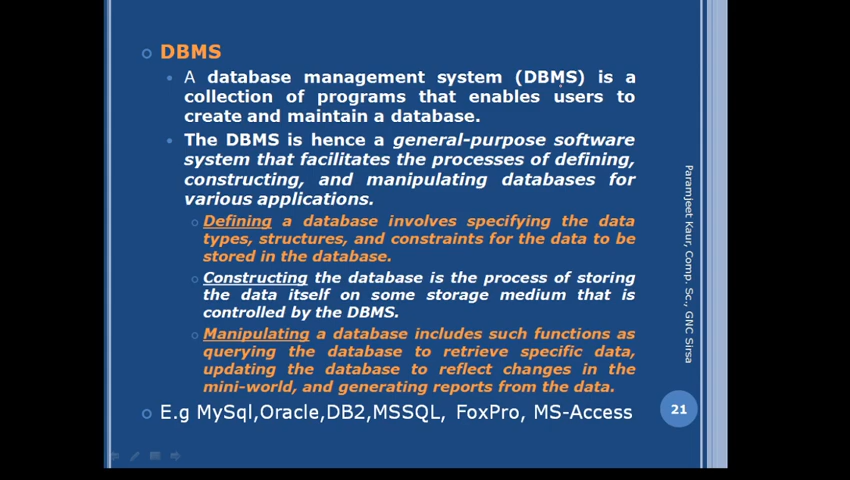 DBMS
A database management system (DBMS) is a
collection of programs that enables users to
create and maintain a database.
The DBMS is hence a general-purpose software
system that facilitates the processes of defining,
constructing, and manipulating databases for
various applications.
Defining a database involves specifying the data
types, structures, and constraints for the data to be
stored in the database.
Constructing the database is the process of storing
the data itself on some storage medium that is
controlled by the DBMS.
Manipulating a database includes such functions as
querying the database to retrieve specific data,
updating the database to reflect changes in the
mini-world, and generating reports from the data.
E.g MySql,Oracle,DB2,MSSQL, FoxPro, MS-Access
Paramjeet Kaur, Comp. Sc., GNC Sirsa
21